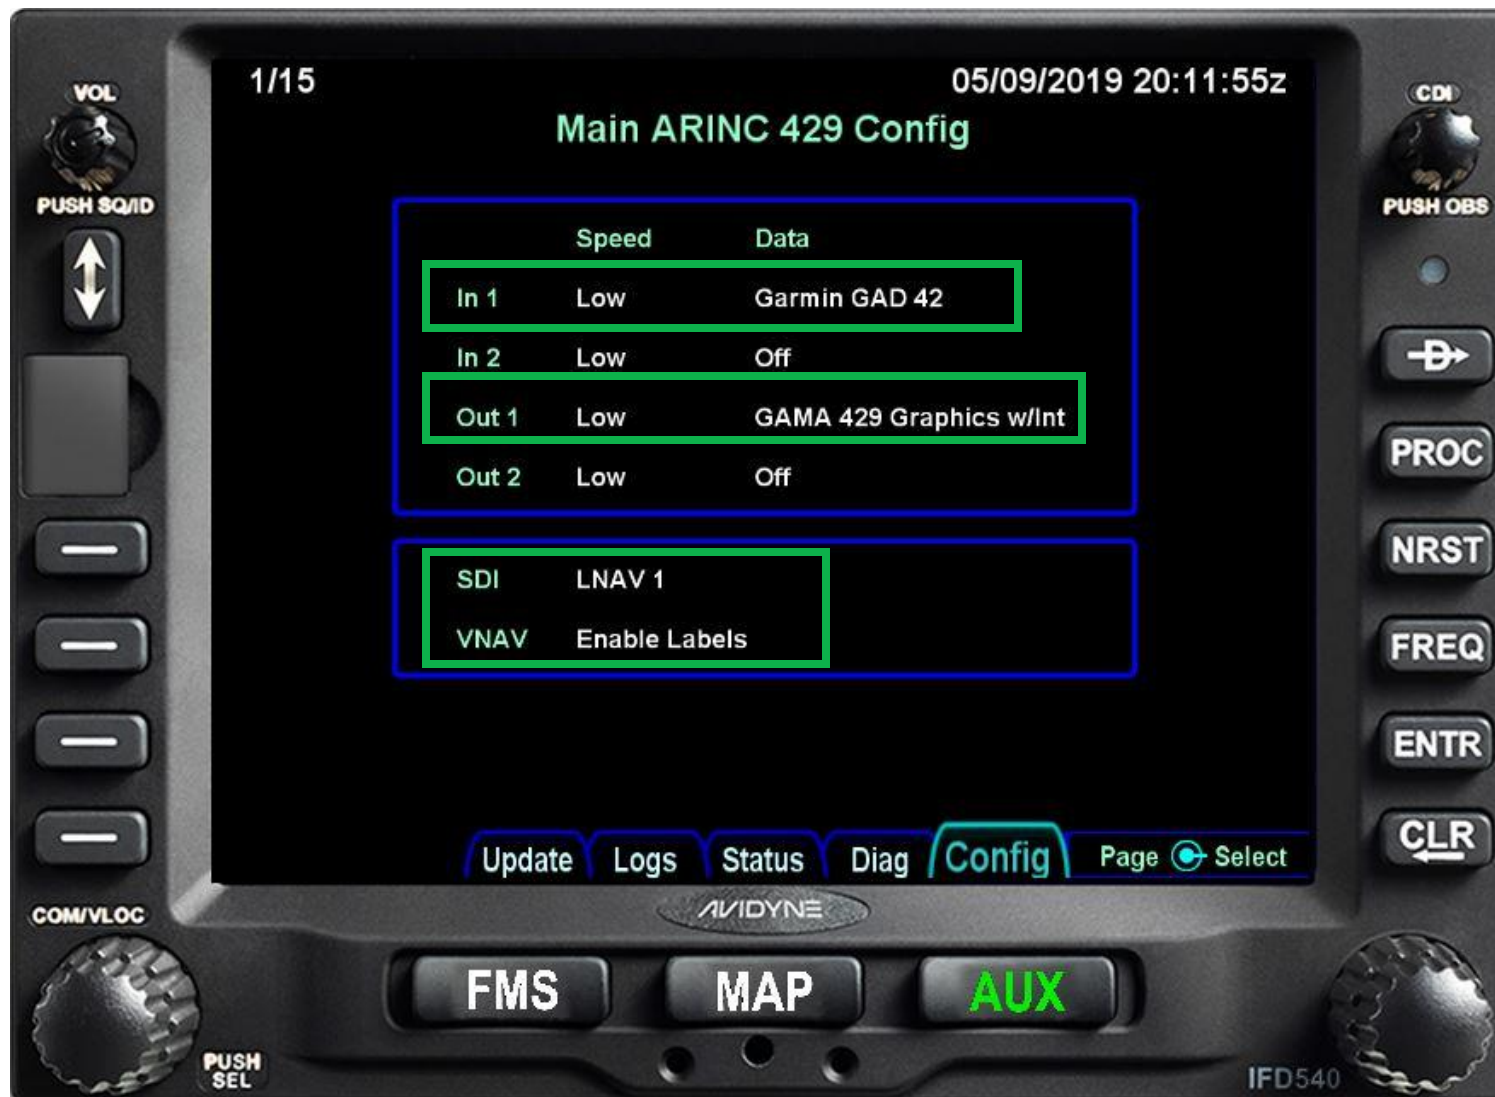 1/15 05/09/2019 20:11:55z
VOL
CDI
Main ARINC 429 Config
PUSH SQ/ID
PUSH OBS
Speed Data
In 1 Low Garmin GAD 42
In 2 Low Off
Out 1 Low GAMA 429 Graphics w/Int
Out 2 Low Off
SDI LNAV 1
VNAV Enable Labels
D
PROC
NRST
FREQ
ENTR
CLR
Update Logs Status Diag Config Page Select
AVIDYNE
COM/VLOC
FMS MAP AUX
PUSH
SEL
IFD540